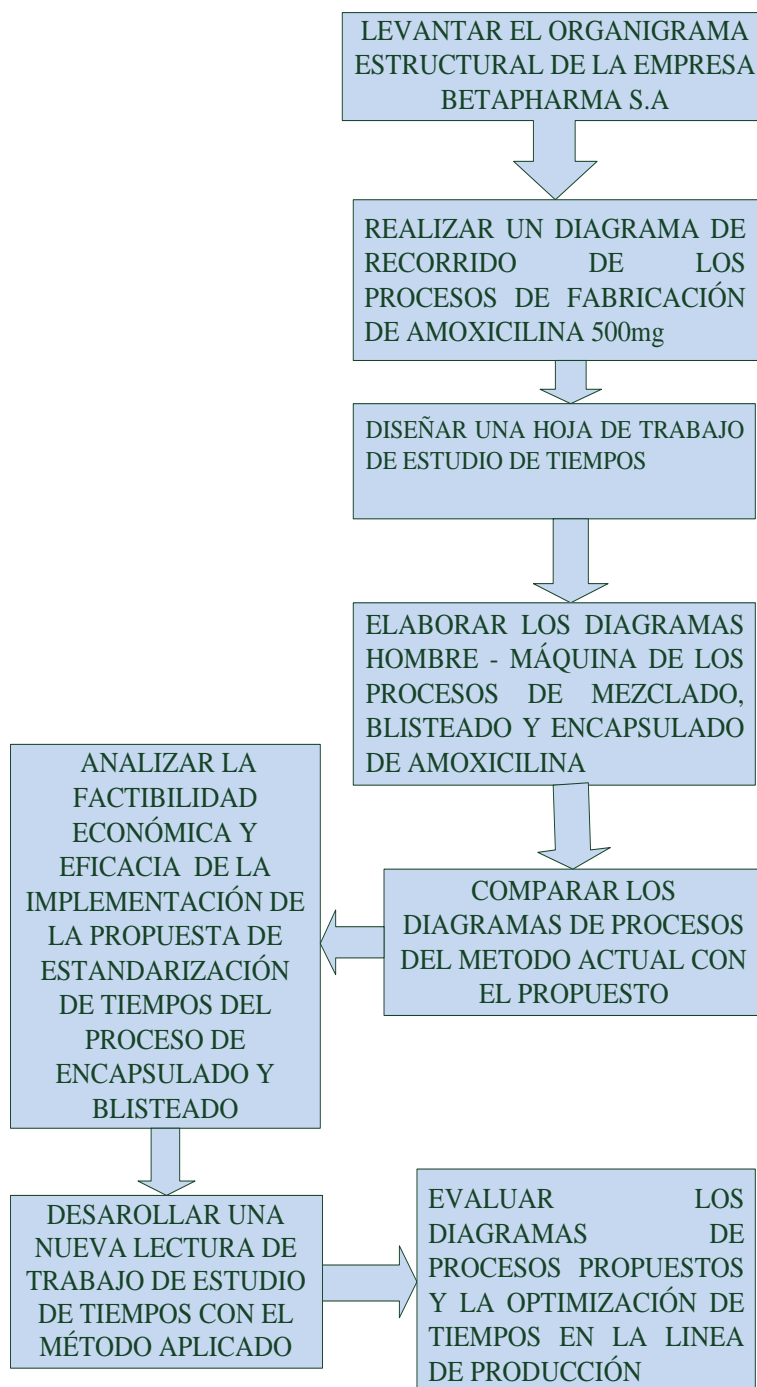 LEVANTAR EL ORGANIGRAMA
ESTRUCTURAL DE LA EMPRESA
BETAPHARMA S.A
REALIZAR UN DIAGRAMA DE
RECORRIDO DE LOS
PROCESOS DE FABRICACIÓN
DE AMOXICILINA 500mg
DISEÑAR UNA HOJA DE TRABAJO
DE ESTUDIO DE TIEMPOS
ELABORAR LOS DIAGRAMAS
HOMBRE - MÁQUINA DE LOS
PROCESOS DE MEZCLADO,
BLISTEADO Y ENCAPSULADO
DE AMOXICILINA
COMPARAR LOS
DIAGRAMAS DE PROCESOS
DEL METODO ACTUAL CON
EL PROPUESTO
ANALIZAR LA
FACTIBILIDAD
ECONÓMICA Y
EFICACIA DE LA
IMPLEMENTACIÓN DE
LA PROPUESTA DE
ESTANDARIZACIÓN
DE TIEMPOS DEL
PROCESO DE
ENCAPSULADO Y
BLISTEADO
DESAROLLAR UNA
NUEVA LECTURA DE
TRABAJO DE ESTUDIO
DE TIEMPOS CON EL
MÉTODO APLICADO
EVALUAR LOS
DIAGRAMAS DE
PROCESOS PROPUESTOS
Y LA OPTIMIZACIÓN DE
TIEMPOS EN LA LINEA
DE PRODUCCIÓN